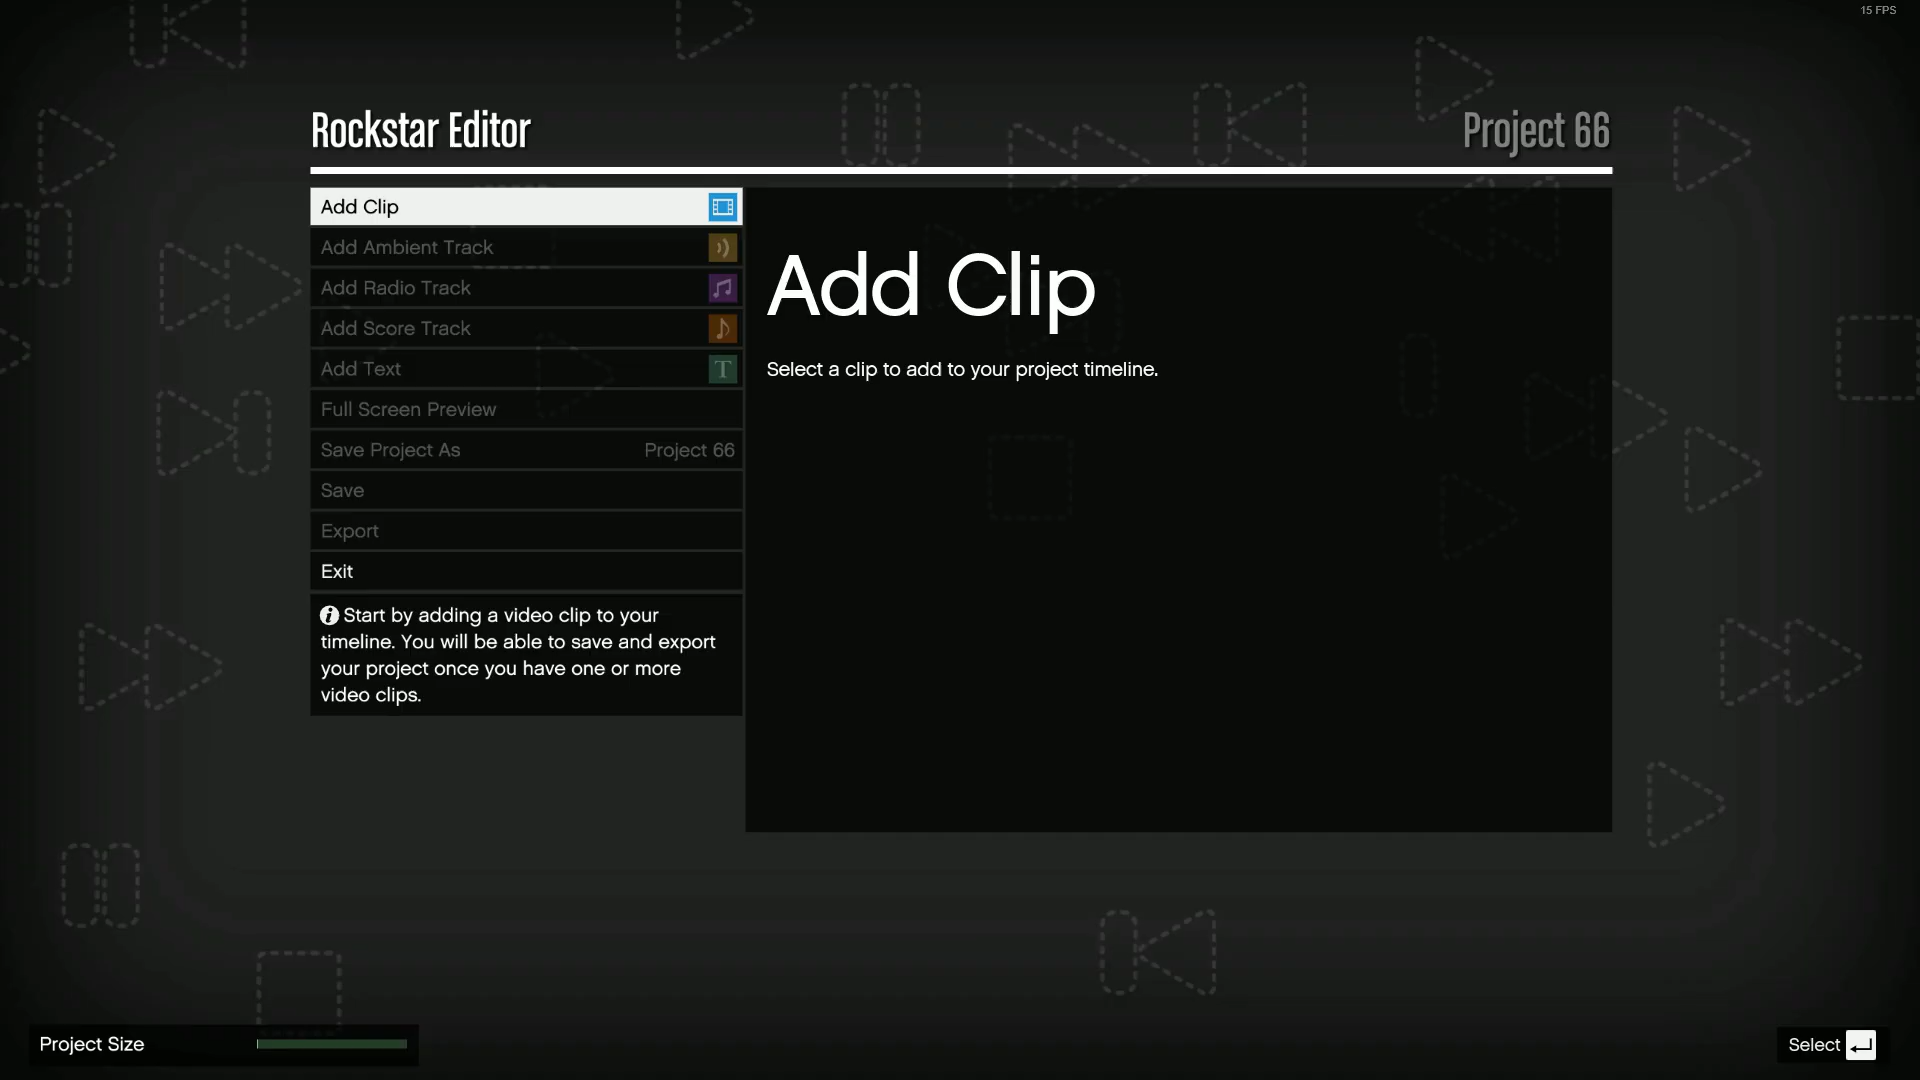 15 FPS
Rockstar Editor
Project 66
Add Clip
Add Ambient Track
Add Radio Track
Add Score Track
Add Text
T
Full Screen Preview
Save Project As
Project 66
Save
Export
Exit
Start by adding a video clip to your
timeline. You will be able to save and export
your project once you have one or more
video clips.
Add Clip
Select a clip to add to your project timeline.
Project Size
Select